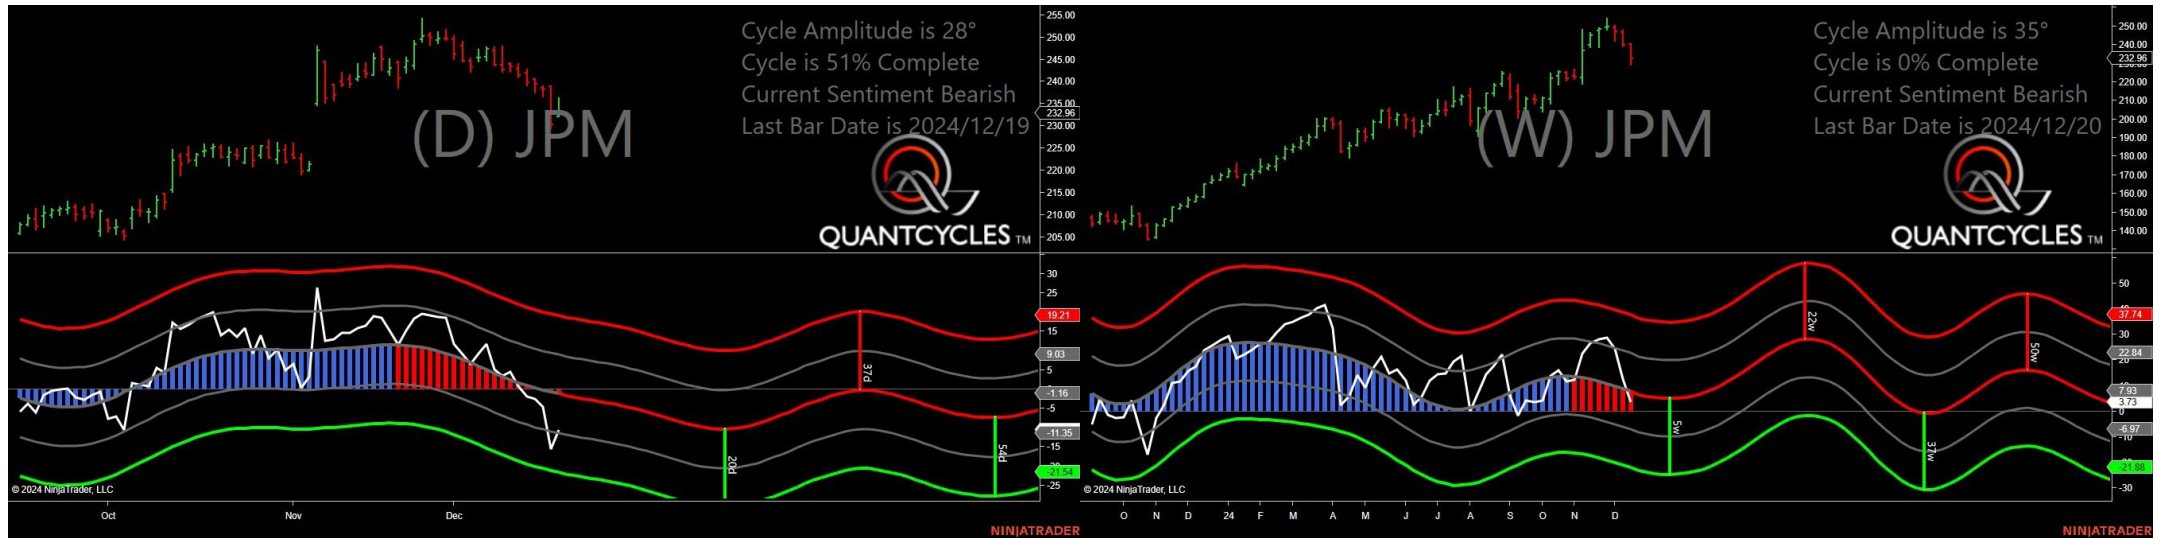 Cycle Amplitude is 28°
Cycle is 51% Complete
Current Sentiment Bearish
Last Bar Date is 2024/12/19
(D) JPM
QUANTCYCLES TM
255.00
250.00
245.00
240.00
235.00
232.96
230.00
225.00
220.00
215.00
210.00
205.00
30
25
19.21
15
9.03
5
-1.16
-5
-11.35
-15
-21.54
-25
20d
37d
54d
© 2024 NinjaTrader, LLC
Oct
Nov
Dec
NINJATRADER
Cycle Amplitude is 35°
Cycle is 0% Complete
Current Sentiment Bearish
Last Bar Date is 2024/12/20
(W) JPM
QUANTCYCLES TM
250.00
240.00
232.96
220.00
210.00
200.00
190.00
180.00
170.00
160.00
150.00
140.00
50
37.74
30
22.84
7.93
3.73
0
-6.97
-10
-21.88
-30
5w
22w
37w
50w
© 2024 NinjaTrader, LLC
O N D 24 F M A M J J A S O N D
NINJATRADER